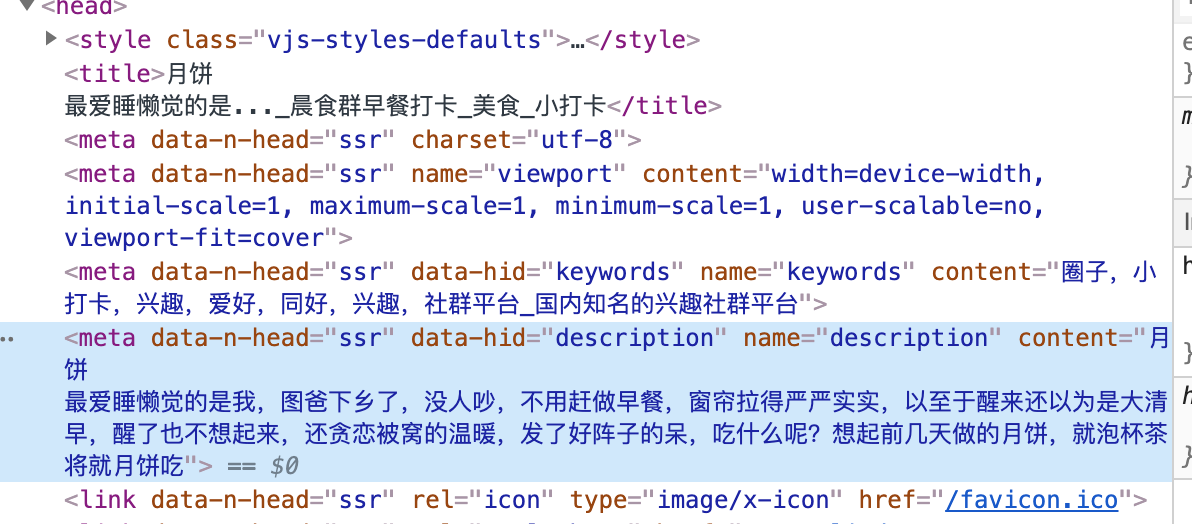 <head>
<style class="vjs-styles-defaults">…</style>
<title>月饼
最爱睡懒觉的是..._晨食群早餐打卡_美食_小打卡</title>
<meta data-n-head="ssr" charset="utf-8">
<meta data-n-head="ssr" name="viewport" content="width=device-width,
initial-scale=1, maximum-scale=1, minimum-scale=1, user-scalable=no,
viewport-fit=cover">
<meta data-n-head="ssr" data-hid="keywords" name="keywords" content="圈子，小
打卡，兴趣，爱好，同好，兴趣，社群平台_国内知名的兴趣社群平台">
<meta data-n-head="ssr" data-hid="description" name="description" content="月
饼
最爱睡懒觉的是我，图爸下乡了，没人吵，不用赶做早餐，窗帘拉得严严实实，以至于醒来还以为是大清
早，醒了也不想起来，还贪恋被窝的温暖，发了好阵子的呆，吃什么呢？想起前几天做的月饼，就泡杯茶
将就月饼吃"> == $0
<link data-n-head="ssr" rel="icon" type="image/x-icon" href="/favicon.ico">